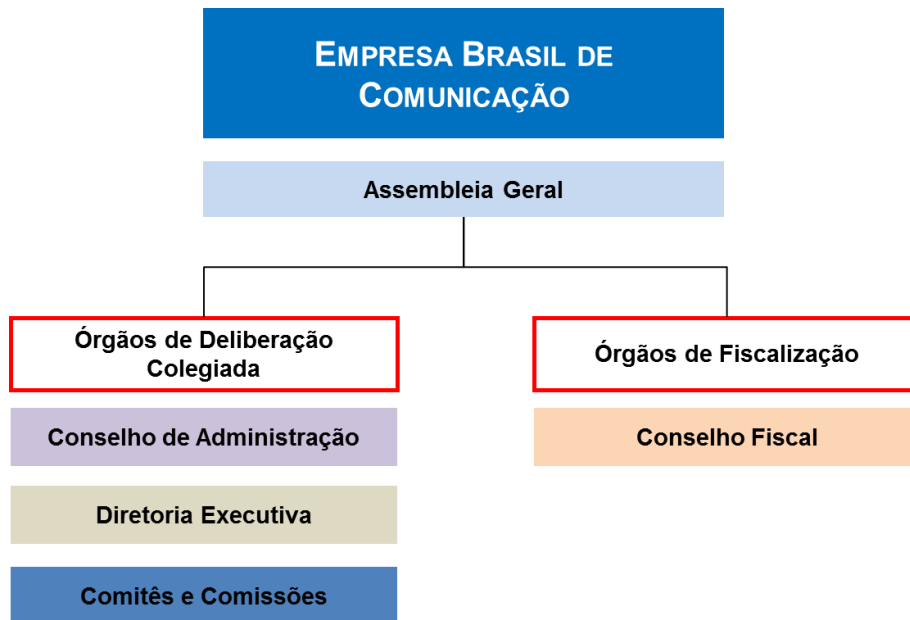 EMPRESA BRASIL DE
COMUNICAÇÃO
Assembleia Geral
Órgãos de Deliberação
Colegiada
Órgãos de Fiscalização
Conselho de Administração
Conselho Fiscal
Diretoria Executiva
Comitês e Comissões